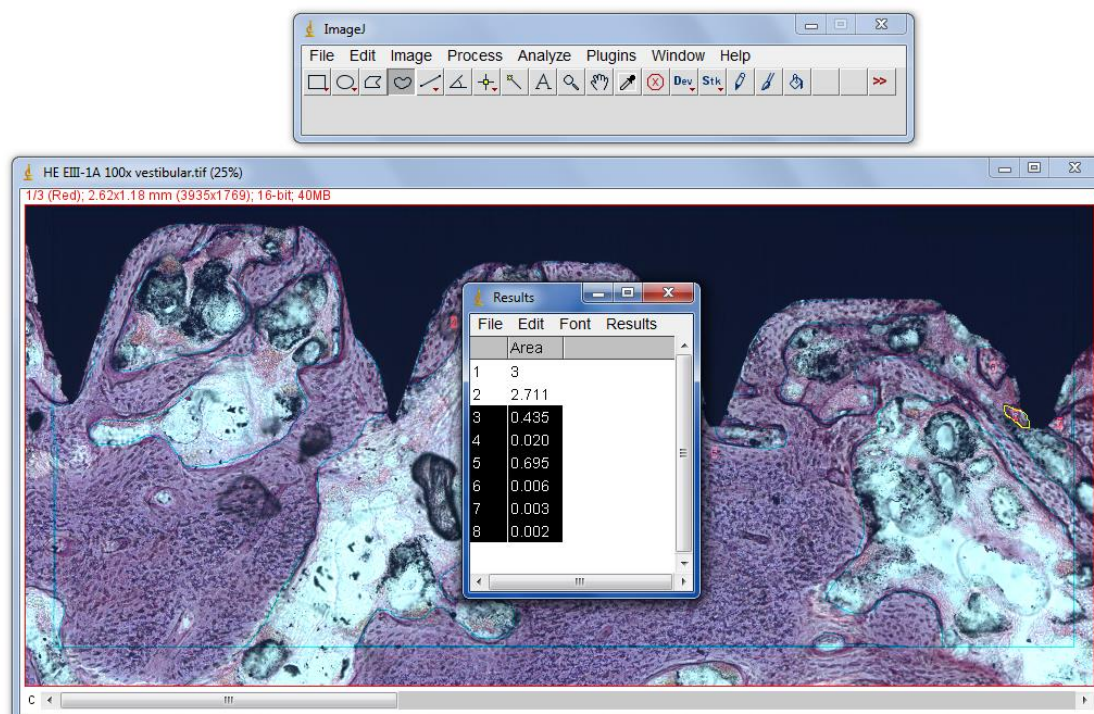 ImageJ
File Edit Image Process Analyze Plugins Window Help
A Dev Stk >>
HE EIII-1A 100x vestibular.tif (25%)
1/3 (Red); 2.62x1.18 mm (3935x1769); 16-bit; 40MB
Results
File Edit Font Results
Area
1 3
2 2.711
3 0.435
4 0.020
5 0.695
6 0.006
7 0.003
8 0.002
C